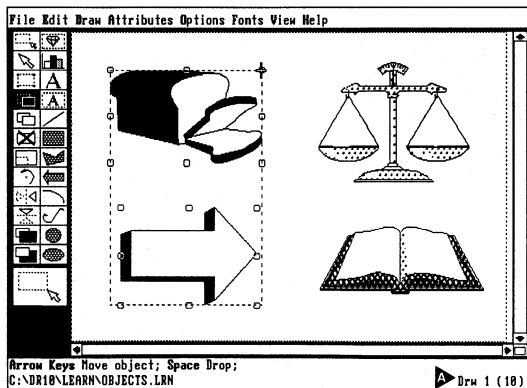 File Edit Draw Attributes Options Fonts View Help
A
A
Arrow Keys Move object; Space Drop;
C:\DR10\LEARN\OBJECTS.LRN
A Drw 1 (10)